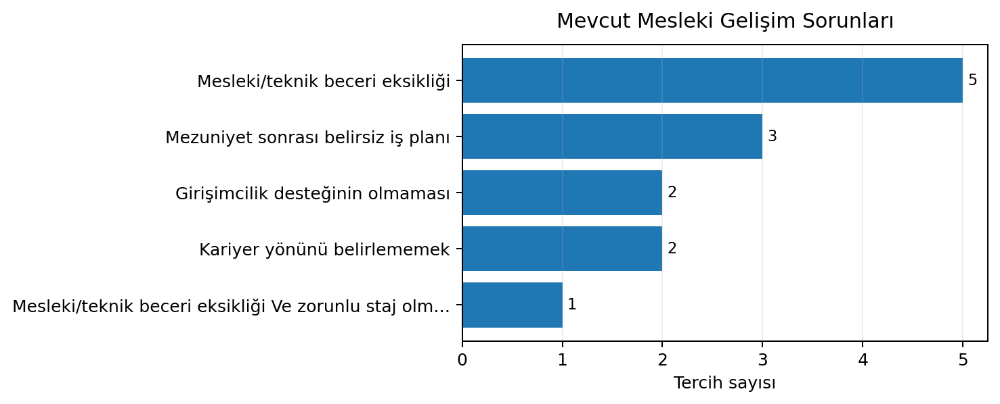 Mevcut Mesleki Gelişim Sorunları
Mesleki/teknik beceri eksikliği
5
Mezuniyet sonrası belirsiz iş planı
3
Girişimcilik desteğinin olmaması
2
Kariyer yönünü belirlememek
2
Mesleki/teknik beceri eksikliği Ve zorunlu staj olm...
1
0 1 2 3 4 5
Tercih sayısı